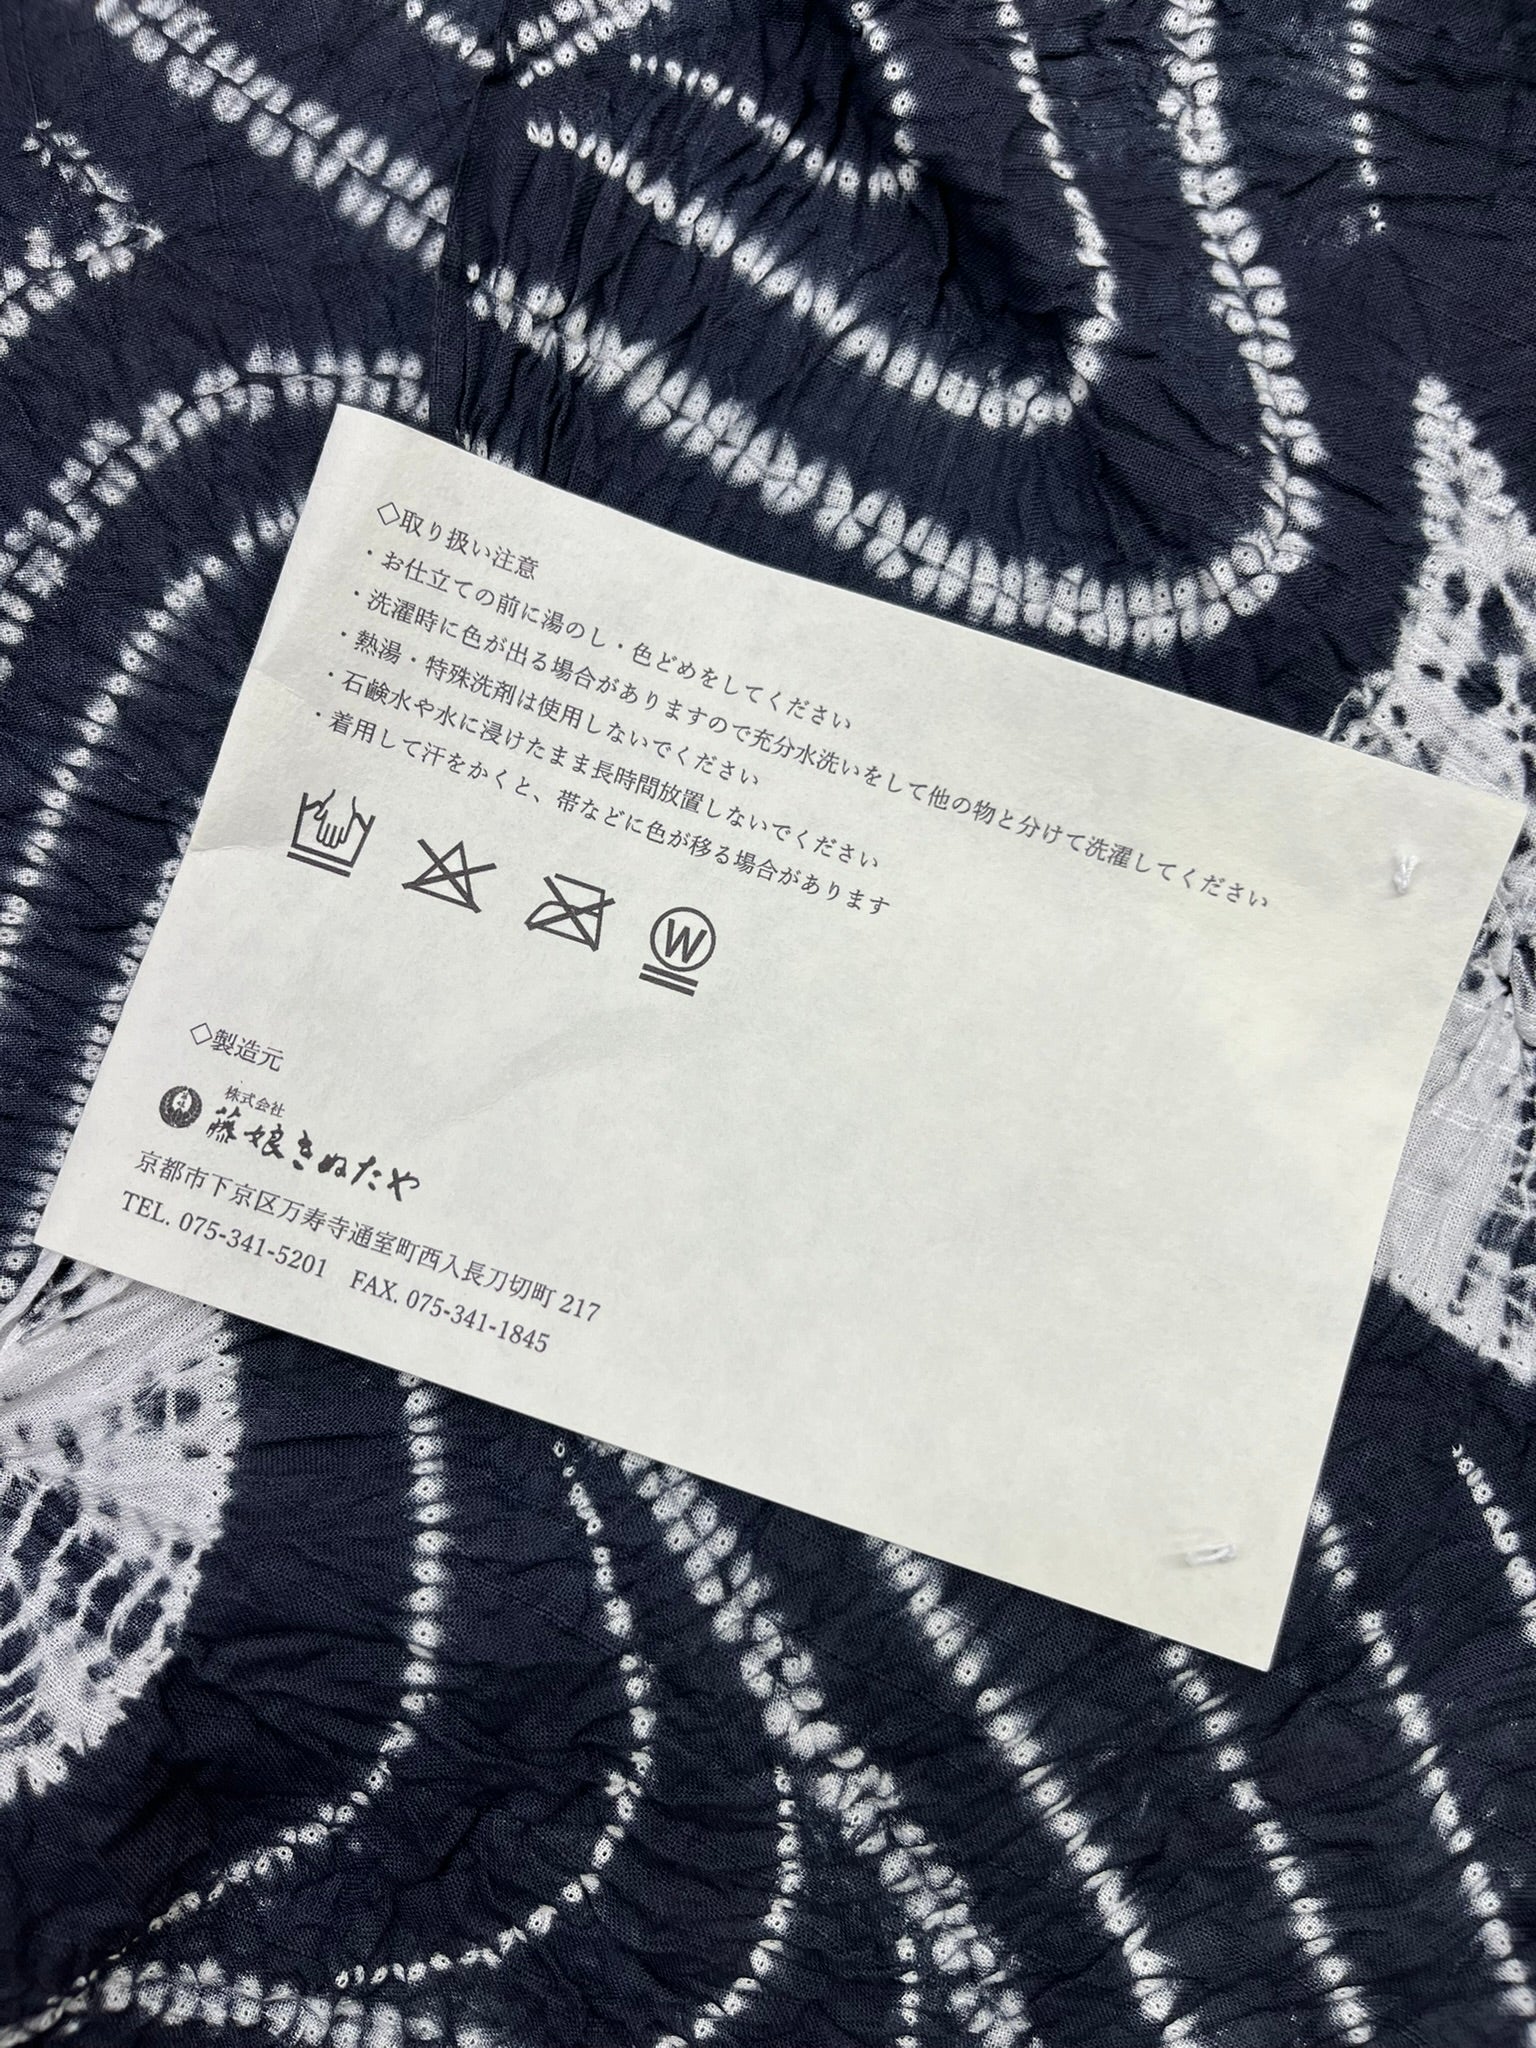 ◇取り扱い注意
・お仕立ての前に湯のし・色どめをしてください
・洗濯時に色が出る場合がありますので充分水洗いをして他の物と分けて洗濯してください
・熱湯・特殊洗剤は使用しないでください
・石鹸水や水に浸けたまま長時間放置しないでください
・着用して汗をかくと、帯などに色が移る場合があります
W
◇製造元
株式会社
藤娘きぬたや
京都市下京区万寿寺通室町西入長刀切町 217
TEL. 075-341-5201 FAX. 075-341-1845